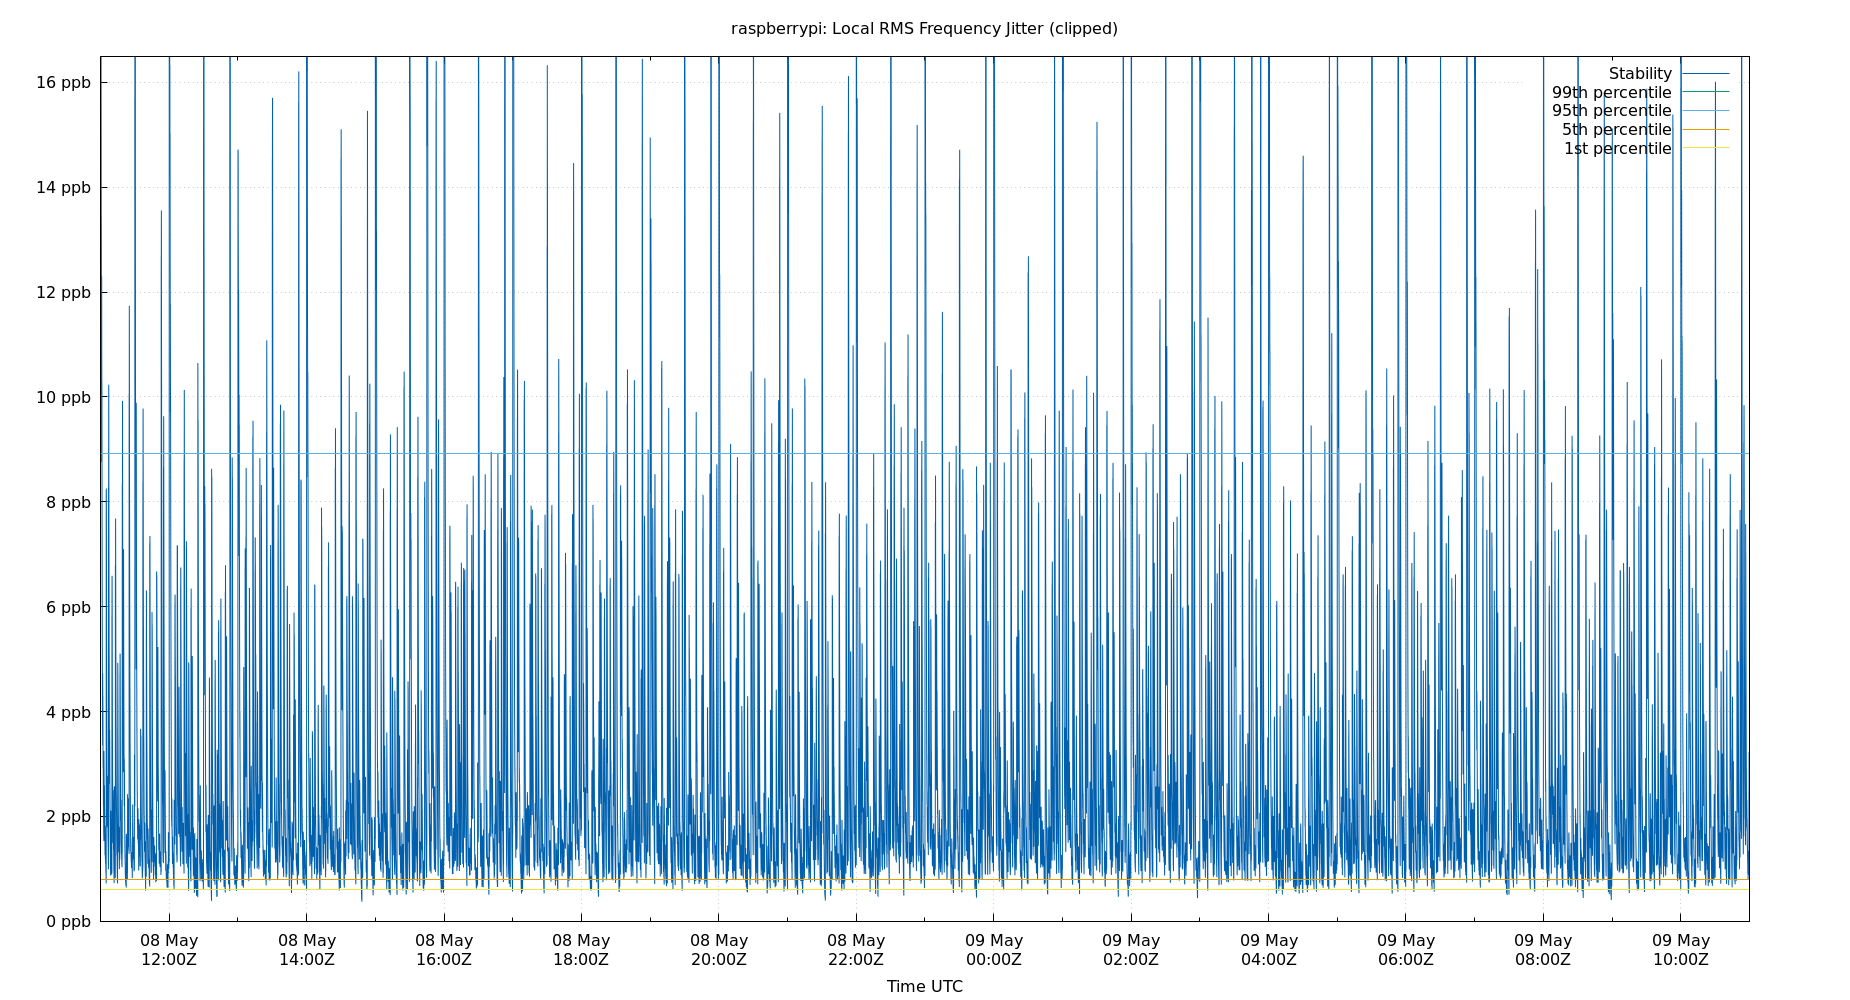 raspberrypi: Local RMS Frequency Jitter (clipped)
Stability
99th percentile
95th percentile
5th percentile
1st percentile
16 ppb
14 ppb
12 ppb
10 ppb
8 ppb
6 ppb
4 ppb
2 ppb
0 ppb
08 May 08 May 08 May 08 May 08 May 08 May 09 May 09 May 09 May 09 May 09 May 09 May
12:00Z 14:00Z 16:00Z 18:00Z 20:00Z 22:00Z 00:00Z 02:00Z 04:00Z 06:00Z 08:00Z 10:00Z
Time UTC